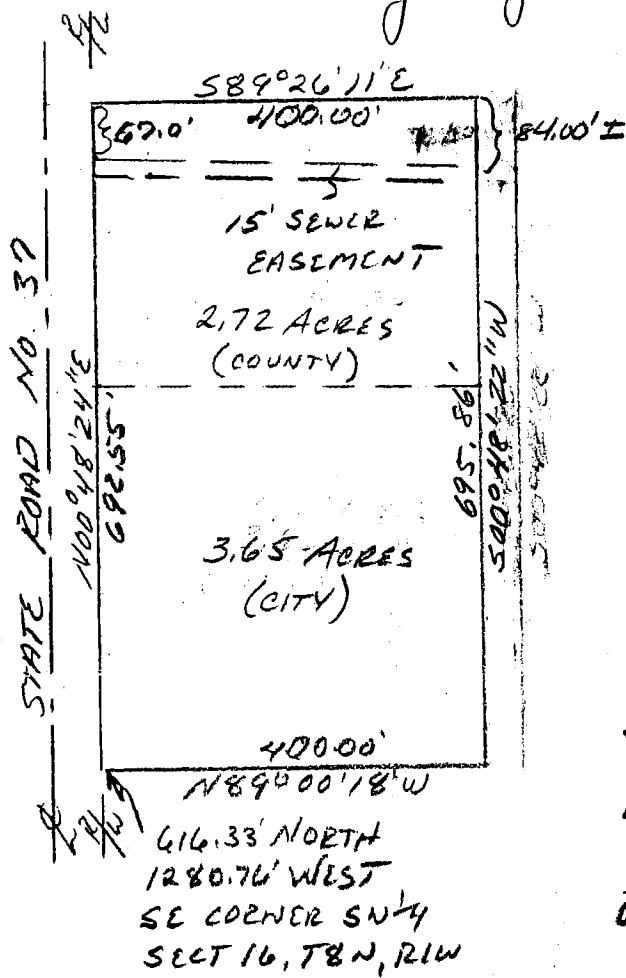 S89°26'11"E
400.00'
67.0'
84.00' ±
15' SEWER
EASEMENT
2.72 ACRES
(COUNTY)
STATE ROAD NO. 37
N00°48'24"E
692.55'
695.86'
S00°48'22"W
3.65 ACRES
(CITY)
400.00'
N89°00'18"W
616.33' NORTH
1280.76' WEST
SE CORNER SW¼
SECT 16, T8N, R1W